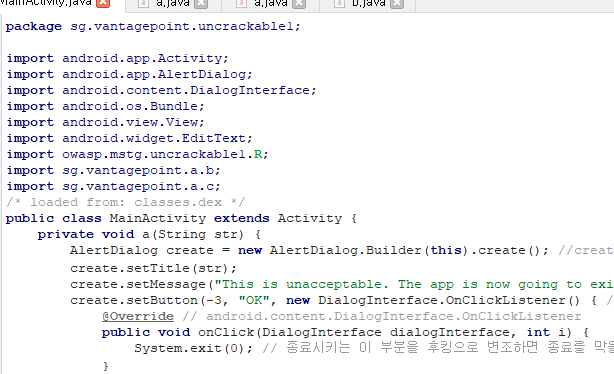 MainActivity.java a.java a.java b.java
package sg.vantagepoint.uncrackable1;
import android.app.Activity;
import android.app.AlertDialog;
import android.content.DialogInterface;
import android.os.Bundle;
import android.view.View;
import android.widget.EditText;
import owasp.mstg.uncrackable1.R;
import sg.vantagepoint.a.b;
import sg.vantagepoint.a.c;
/* loaded from: classes.dex */
public class MainActivity extends Activity {
private void a(String str) {
AlertDialog create = new AlertDialog.Builder(this).create(); //creat
create.setTitle(str);
create.setMessage("This is unacceptable. The app is now going to exi
create.setButton(-3, "OK", new DialogInterface.OnClickListener() { /
@Override // android.content.DialogInterface.OnClickListener
public void onClick(DialogInterface dialogInterface, int i) {
System.exit(0); // 종료시키는 이 부분을 후킹으로 변조하면 종료를 막을
}